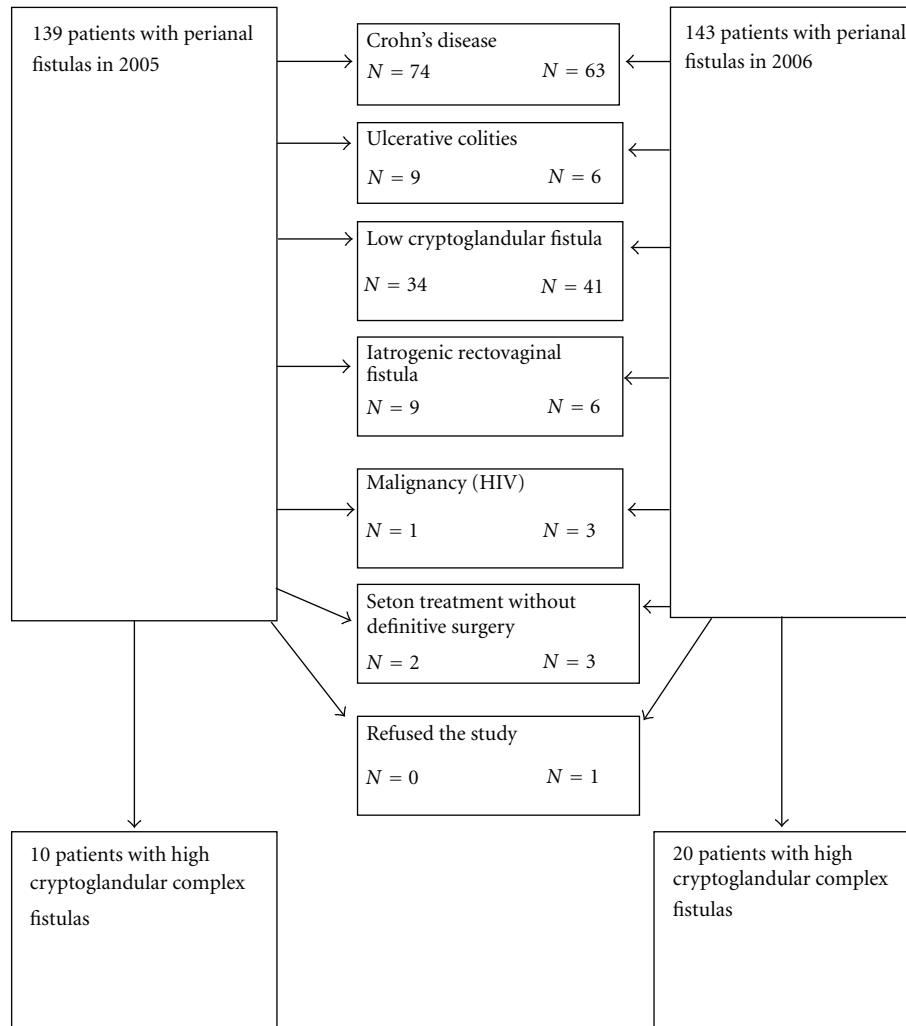 139 patients with perianal
fistulas in 2005
Crohn's disease
N = 74 N = 63
143 patients with perianal
fistulas in 2006
Ulcerative colities
N = 9 N = 6
Low cryptoglandular fistula
N = 34 N = 41
Iatrogenic rectovaginal
fistula
N = 9 N = 6
Malignancy (HIV)
N = 1 N = 3
Seton treatment without
definitive surgery
N = 2 N = 3
Refused the study
N = 0 N = 1
10 patients with high
cryptoglandular complex
fistulas
20 patients with high
cryptoglandular complex
fistulas